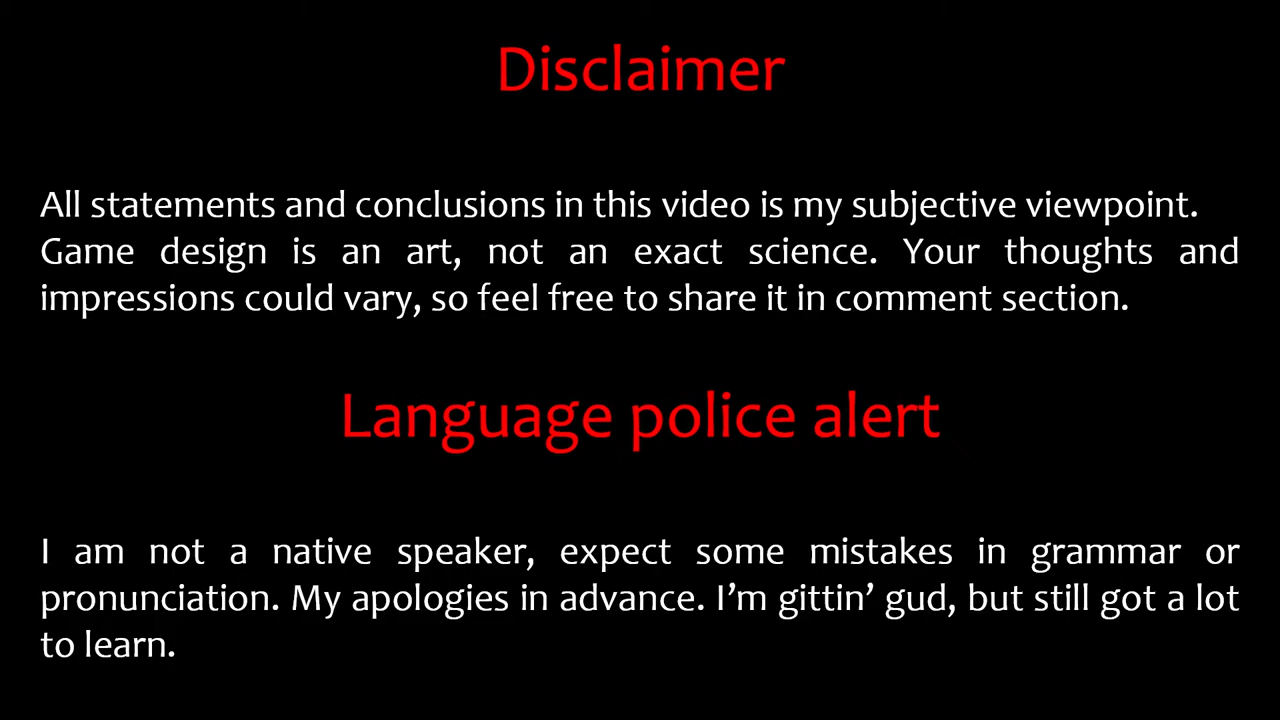 Disclaimer
All statements and conclusions in this video is my subjective viewpoint.
Game design is an art, not an exact science. Your thoughts and
impressions could vary, so feel free to share it in comment section.
Language police alert
I am not a native speaker, expect some mistakes in grammar or
pronunciation. My apologies in advance. I’m gittin’ gud, but still got a lot
to learn.